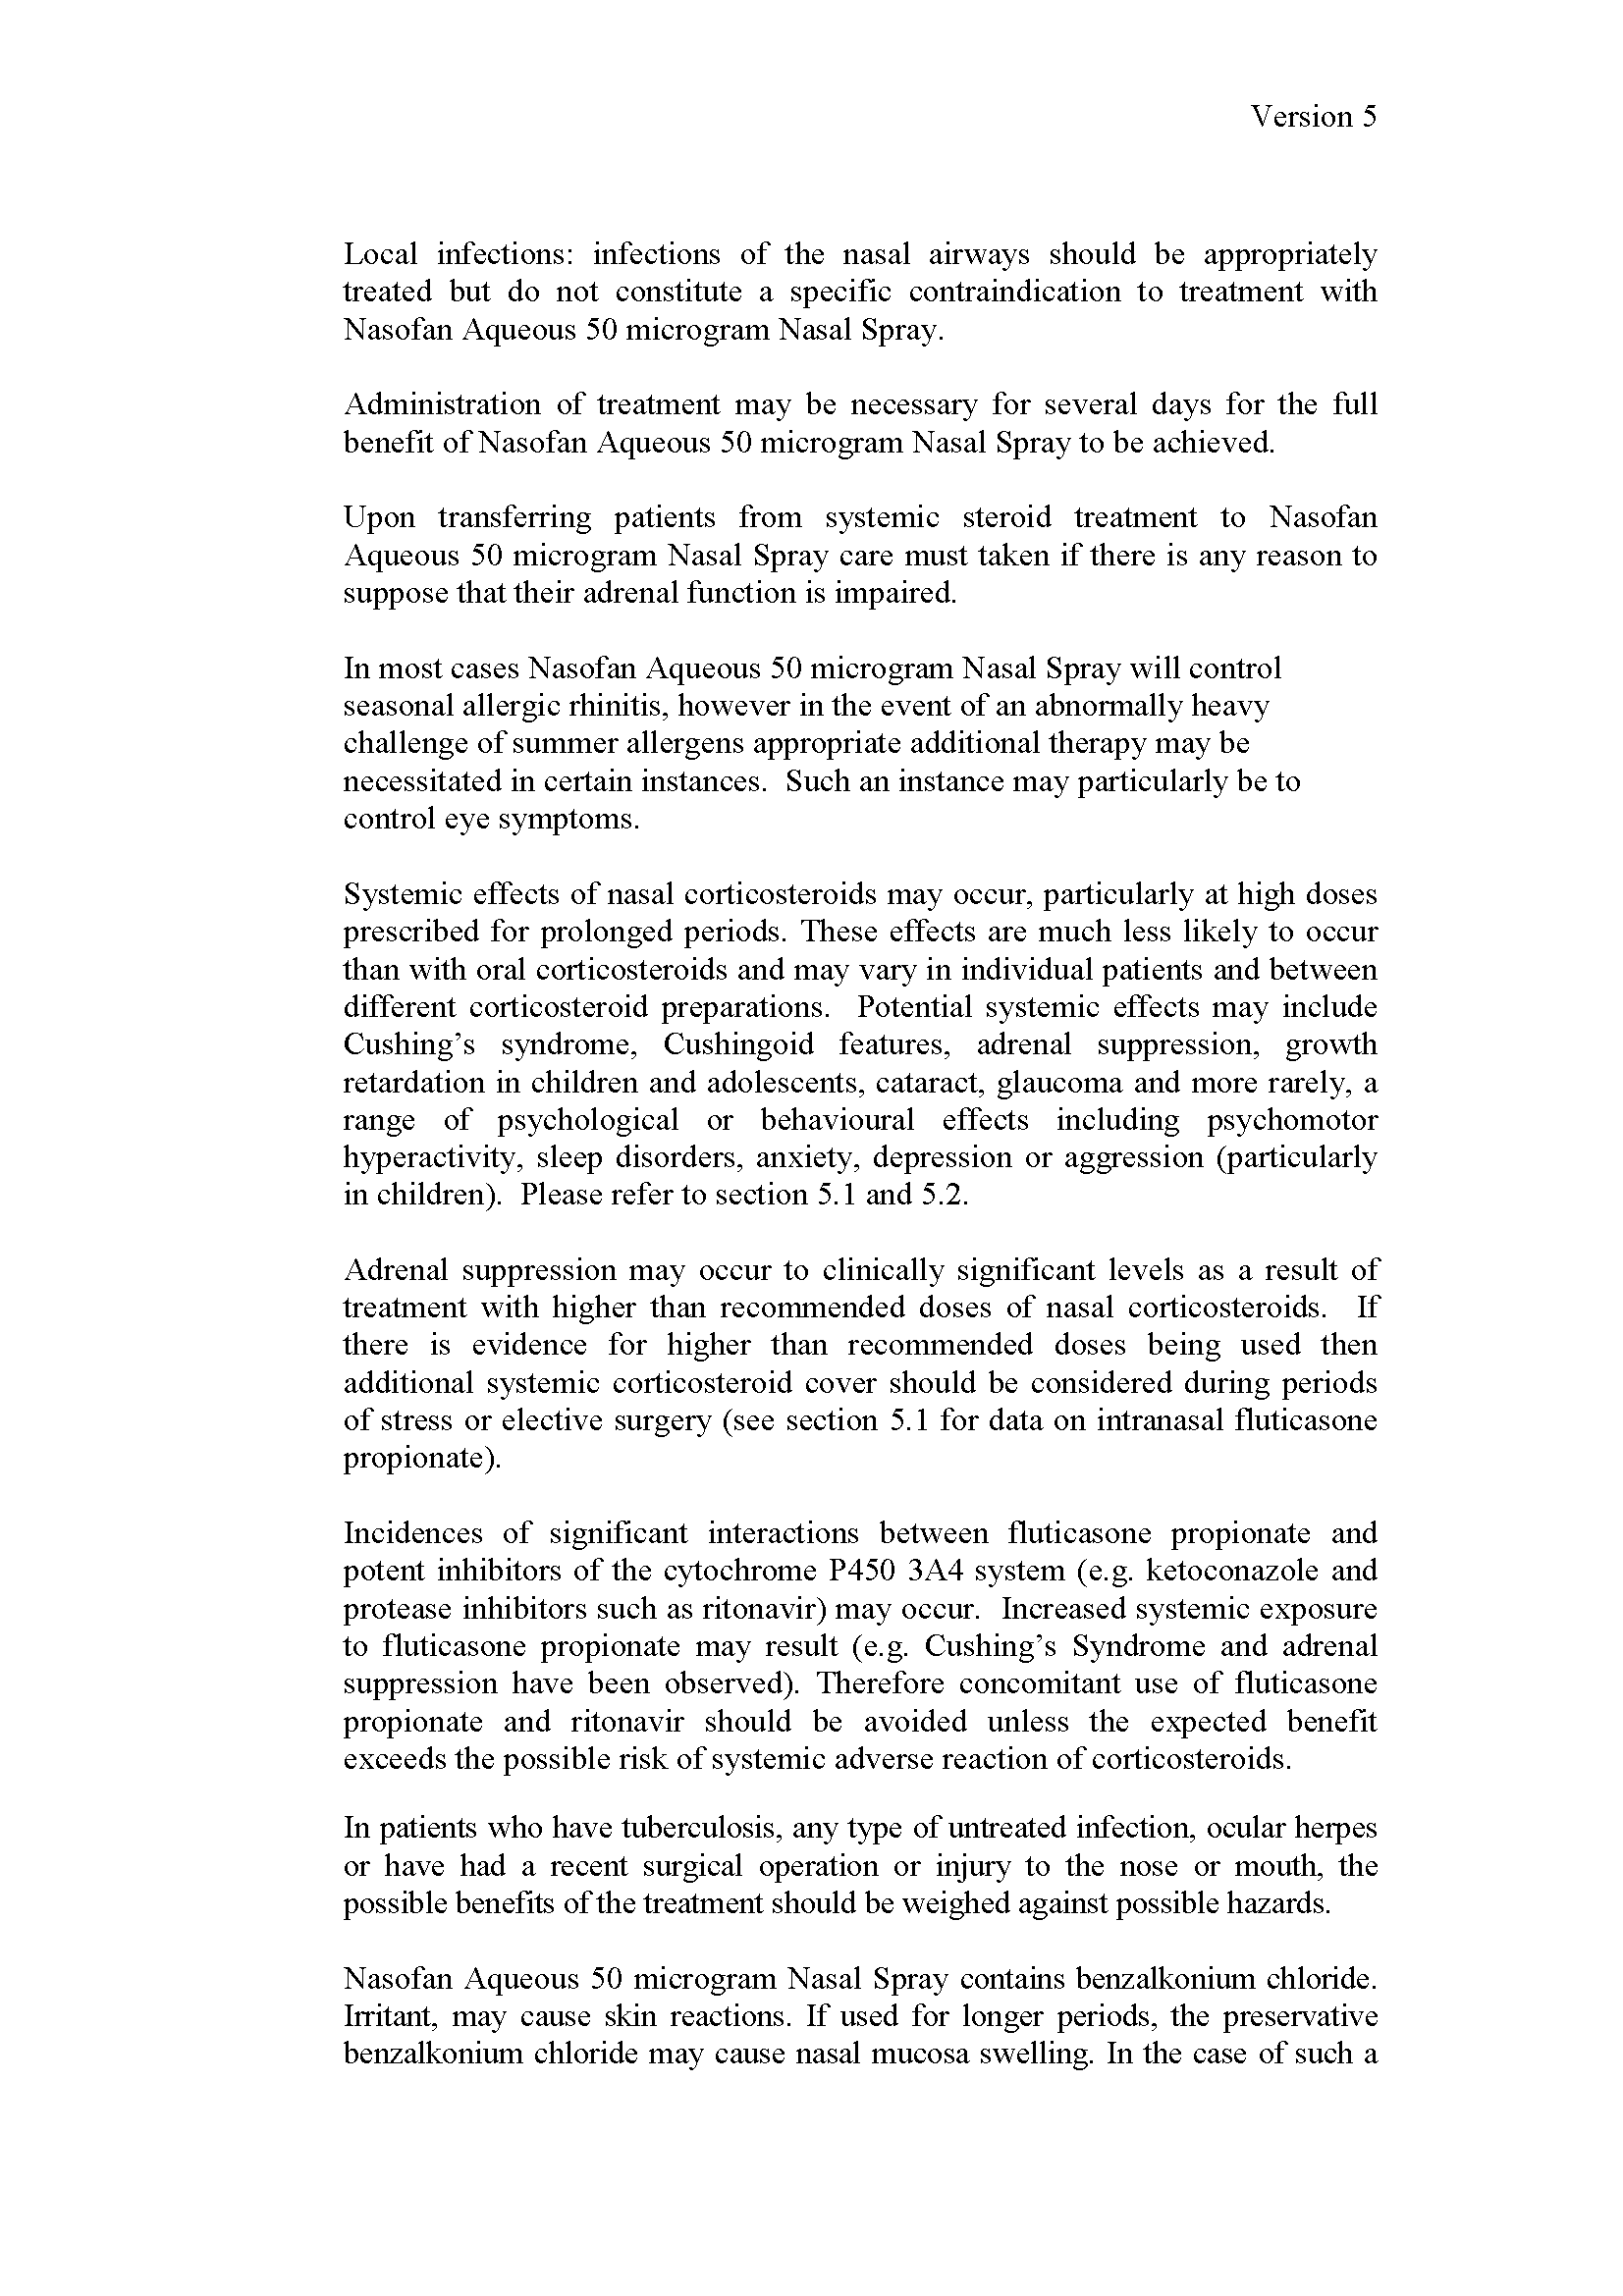 Version 5
Local infections: infections of the nasal airways should be appropriately
treated but do not constitute a specific contraindication to treatment with
Nasofan Aqueous 50 microgram Nasal Spray.
Administration of treatment may be necessary for several days for the full
benefit of Nasofan Aqueous 50 microgram Nasal Spray to be achieved.
Upon transferring patients from systemic steroid treatment to Nasofan
Aqueous 50 microgram Nasal Spray care must taken if there is any reason to
suppose that their adrenal function is impaired.
In most cases Nasofan Aqueous 50 microgram Nasal Spray will control
seasonal allergic rhinitis, however in the event of an abnormally heavy
challenge of summer allergens appropriate additional therapy may be
necessitated in certain instances.  Such an instance may particularly be to
control eye symptoms.
Systemic effects of nasal corticosteroids may occur, particularly at high doses
prescribed for prolonged periods. These effects are much less likely to occur
than with oral corticosteroids and may vary in individual patients and between
different corticosteroid preparations.  Potential systemic effects may include
Cushing’s syndrome, Cushingoid features, adrenal suppression, growth
retardation in children and adolescents, cataract, glaucoma and more rarely, a
range of psychological or behavioural effects including psychomotor
hyperactivity, sleep disorders, anxiety, depression or aggression (particularly
in children).  Please refer to section 5.1 and 5.2.
Adrenal suppression may occur to clinically significant levels as a result of
treatment with higher than recommended doses of nasal corticosteroids.  If
there is evidence for higher than recommended doses being used then
additional systemic corticosteroid cover should be considered during periods
of stress or elective surgery (see section 5.1 for data on intranasal fluticasone
propionate).
Incidences of significant interactions between fluticasone propionate and
potent inhibitors of the cytochrome P450 3A4 system (e.g. ketoconazole and
protease inhibitors such as ritonavir) may occur.  Increased systemic exposure
to fluticasone propionate may result (e.g. Cushing’s Syndrome and adrenal
suppression have been observed). Therefore concomitant use of fluticasone
propionate and ritonavir should be avoided unless the expected benefit
exceeds the possible risk of systemic adverse reaction of corticosteroids.
In patients who have tuberculosis, any type of untreated infection, ocular herpes
or have had a recent surgical operation or injury to the nose or mouth, the
possible benefits of the treatment should be weighed against possible hazards.
Nasofan Aqueous 50 microgram Nasal Spray contains benzalkonium chloride.
Irritant, may cause skin reactions. If used for longer periods, the preservative
benzalkonium chloride may cause nasal mucosa swelling. In the case of such a